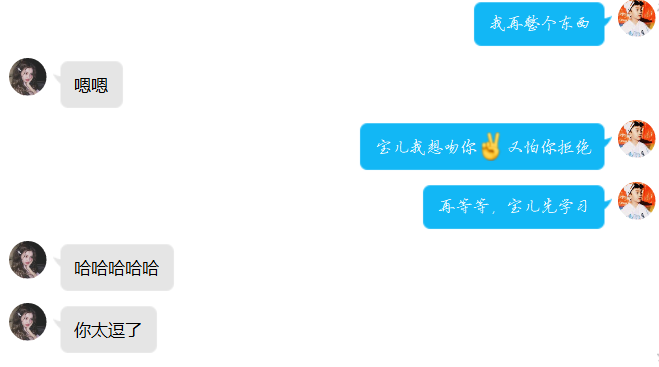 我再整个东西
嗯嗯
宝儿我想吻你✌️又怕你拒绝
再等等，宝儿先学习
哈哈哈哈哈
你太逗了